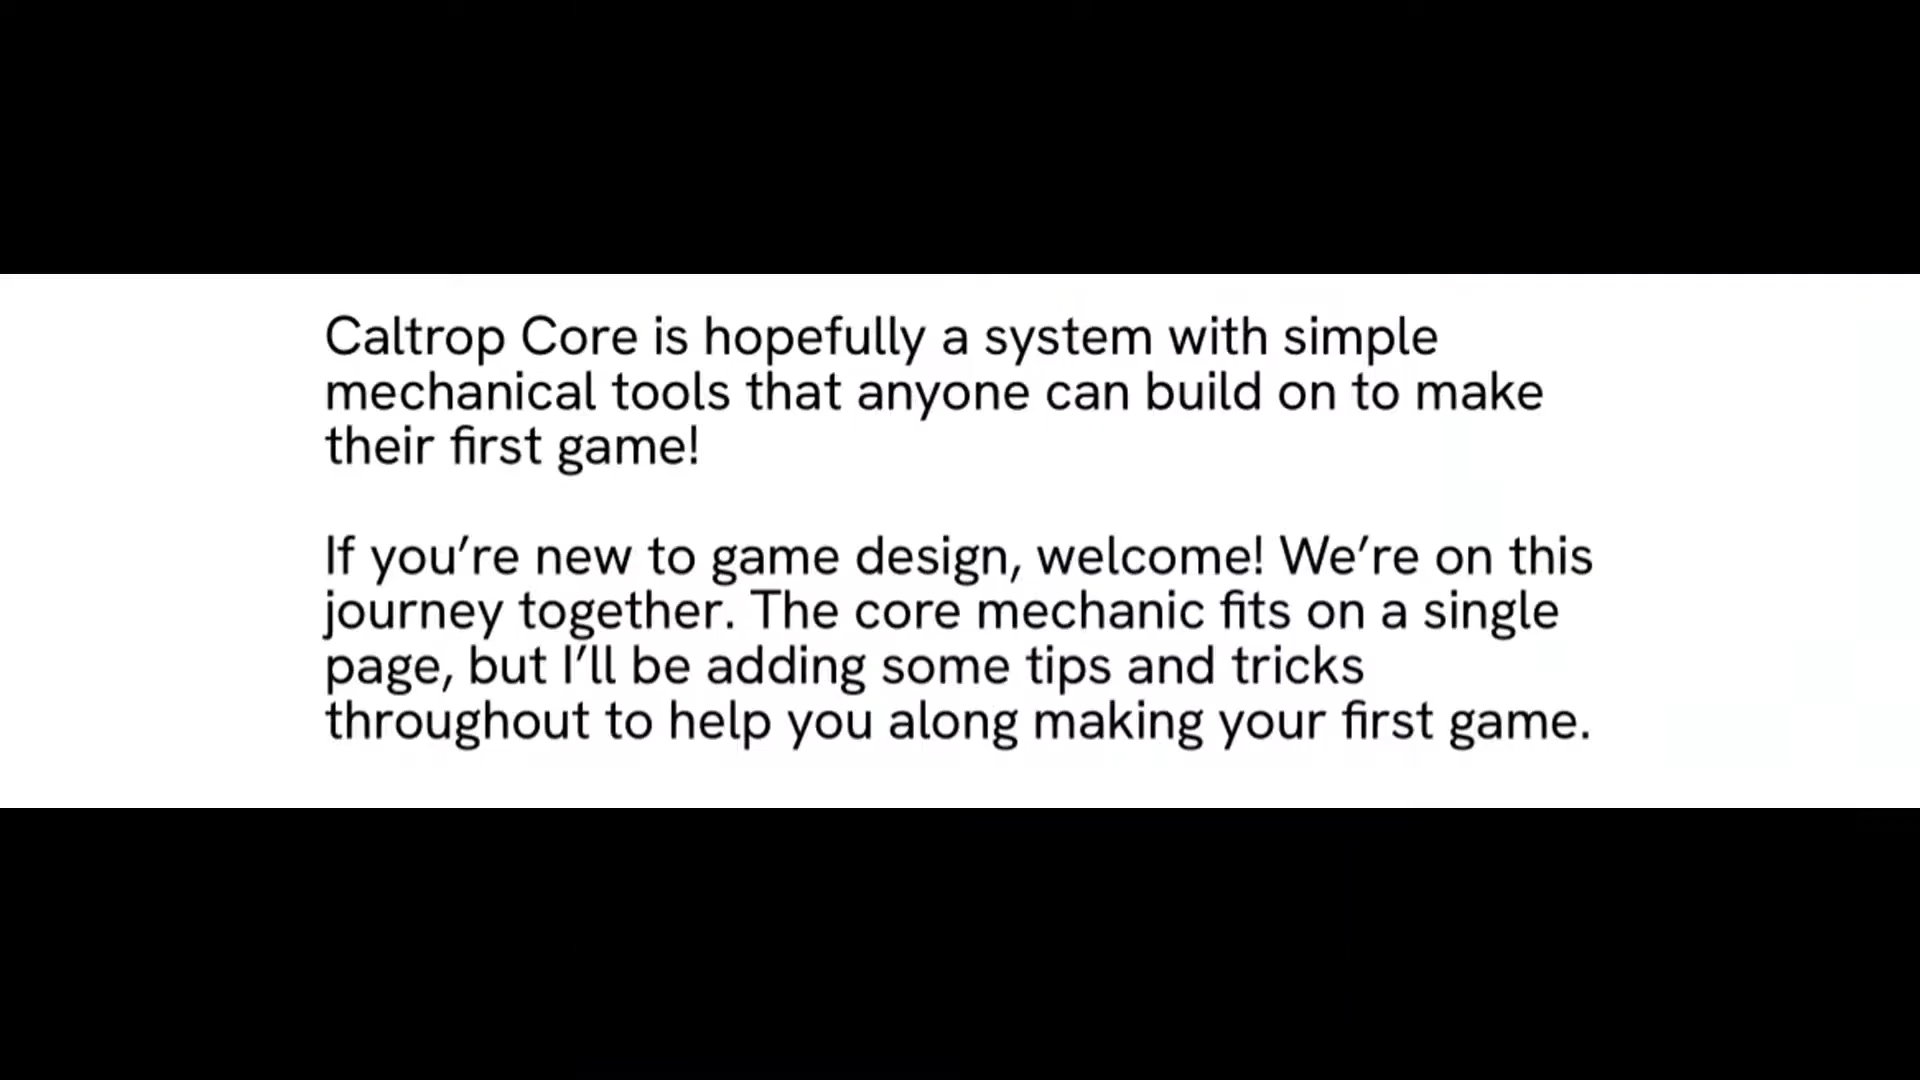 Caltrop Core is hopefully a system with simple
mechanical tools that anyone can build on to make
their first game!
If you’re new to game design, welcome! We’re on this
journey together. The core mechanic fits on a single
page, but I’ll be adding some tips and tricks
throughout to help you along making your first game.